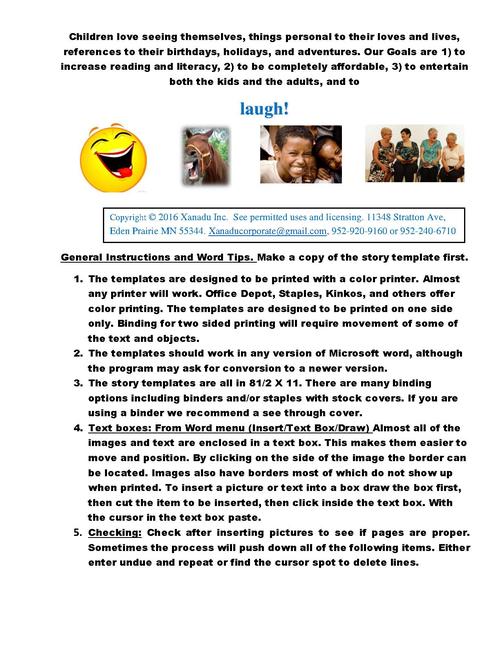 Children love seeing themselves, things personal to their loves and lives,
references to their birthdays, holidays, and adventures. Our Goals are 1) to
increase reading and literacy, 2) to be completely affordable, 3) to entertain
both the kids and the adults, and to
laugh!
Copyright © 2016 Xanadu Inc. See permitted uses and licensing. 11348 Stratton Ave,
Eden Prairie MN 55344. Xanaducorporate@gmail.com, 952-920-9160 or 952-240-6710
General Instructions and Word Tips. Make a copy of the story template first.
1. The templates are designed to be printed with a color printer. Almost
any printer will work. Office Depot, Staples, Kinkos, and others offer
color printing. The templates are designed to be printed on one side
only. Binding for two sided printing will require movement of some of
the text and objects.
2. The templates should work in any version of Microsoft word, although
the program may ask for conversion to a newer version.
3. The story templates are all in 81/2 X 11. There are many binding
options including binders and/or staples with stock covers. If you are
using a binder we recommend a see through cover.
4. Text boxes: From Word menu (Insert/Text Box/Draw) Almost all of the
images and text are enclosed in a text box. This makes them easier to
move and position. By clicking on the side of the image the border can
be located. Images also have borders most of which do not show up
when printed. To insert a picture or text into a box draw the box first,
then cut the item to be inserted, then click inside the text box. With
the cursor in the text box paste.
5. Checking: Check after inserting pictures to see if pages are proper.
Sometimes the process will push down all of the following items. Either
enter undue and repeat or find the cursor spot to delete lines.